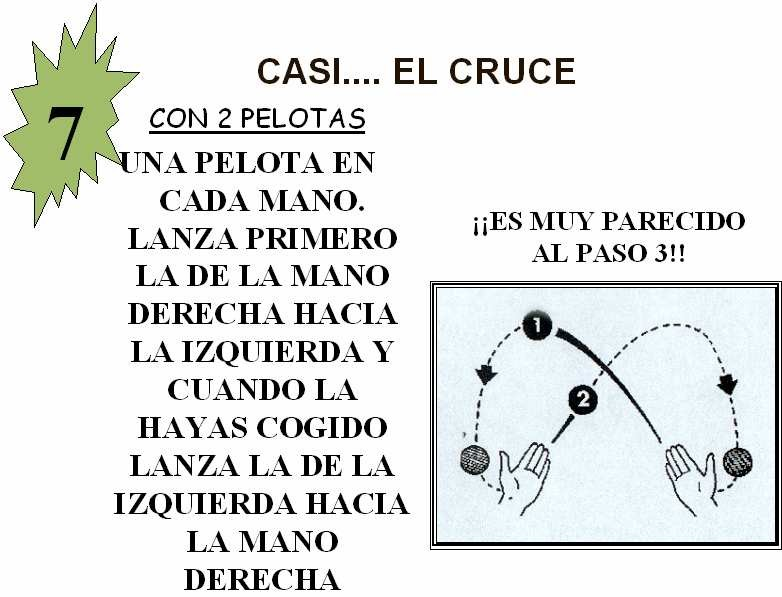 CASI.... EL CRUCE
7
CON 2 PELOTAS
UNA PELOTA EN
CADA MANO.
LANZA PRIMERO
LA DE LA MANO
DERECHA HACIA
LA IZQUIERDA Y
CUANDO LA
HAYAS COGIDO
LANZA LA DE LA
IZQUIERDA HACIA
LA MANO
DERECHA
¡¡ES MUY PARECIDO
AL PASO 3!!
1
2